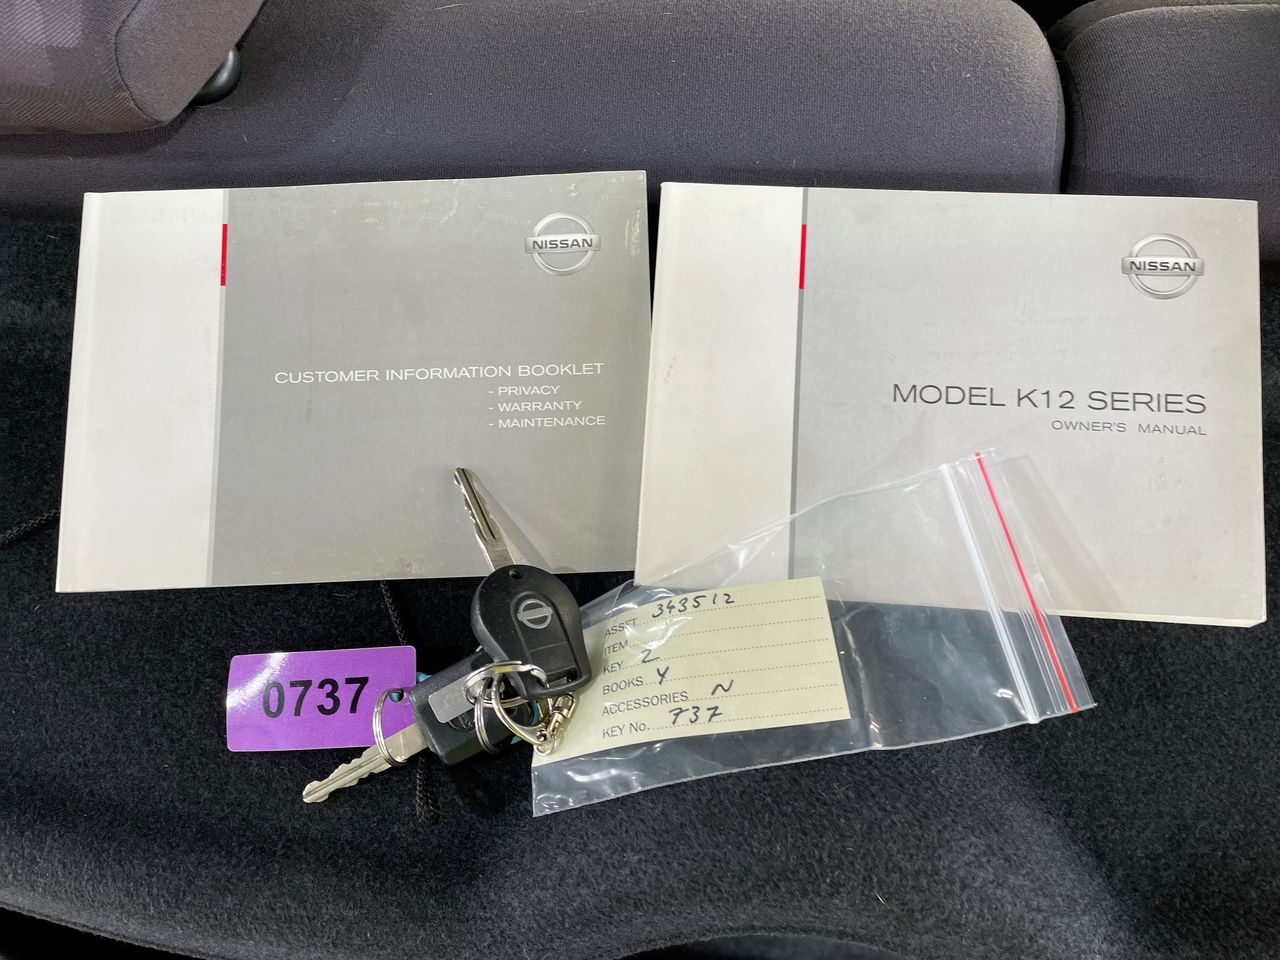 NISSAN
CUSTOMER INFORMATION BOOKLET
- PRIVACY
- WARRANTY
- MAINTENANCE
NISSAN
MODEL K12 SERIES
OWNER'S MANUAL
0737
ASSET 343512
ITEM
KEY 2
BOOKS Y
ACCESSORIES N
KEY No. 737